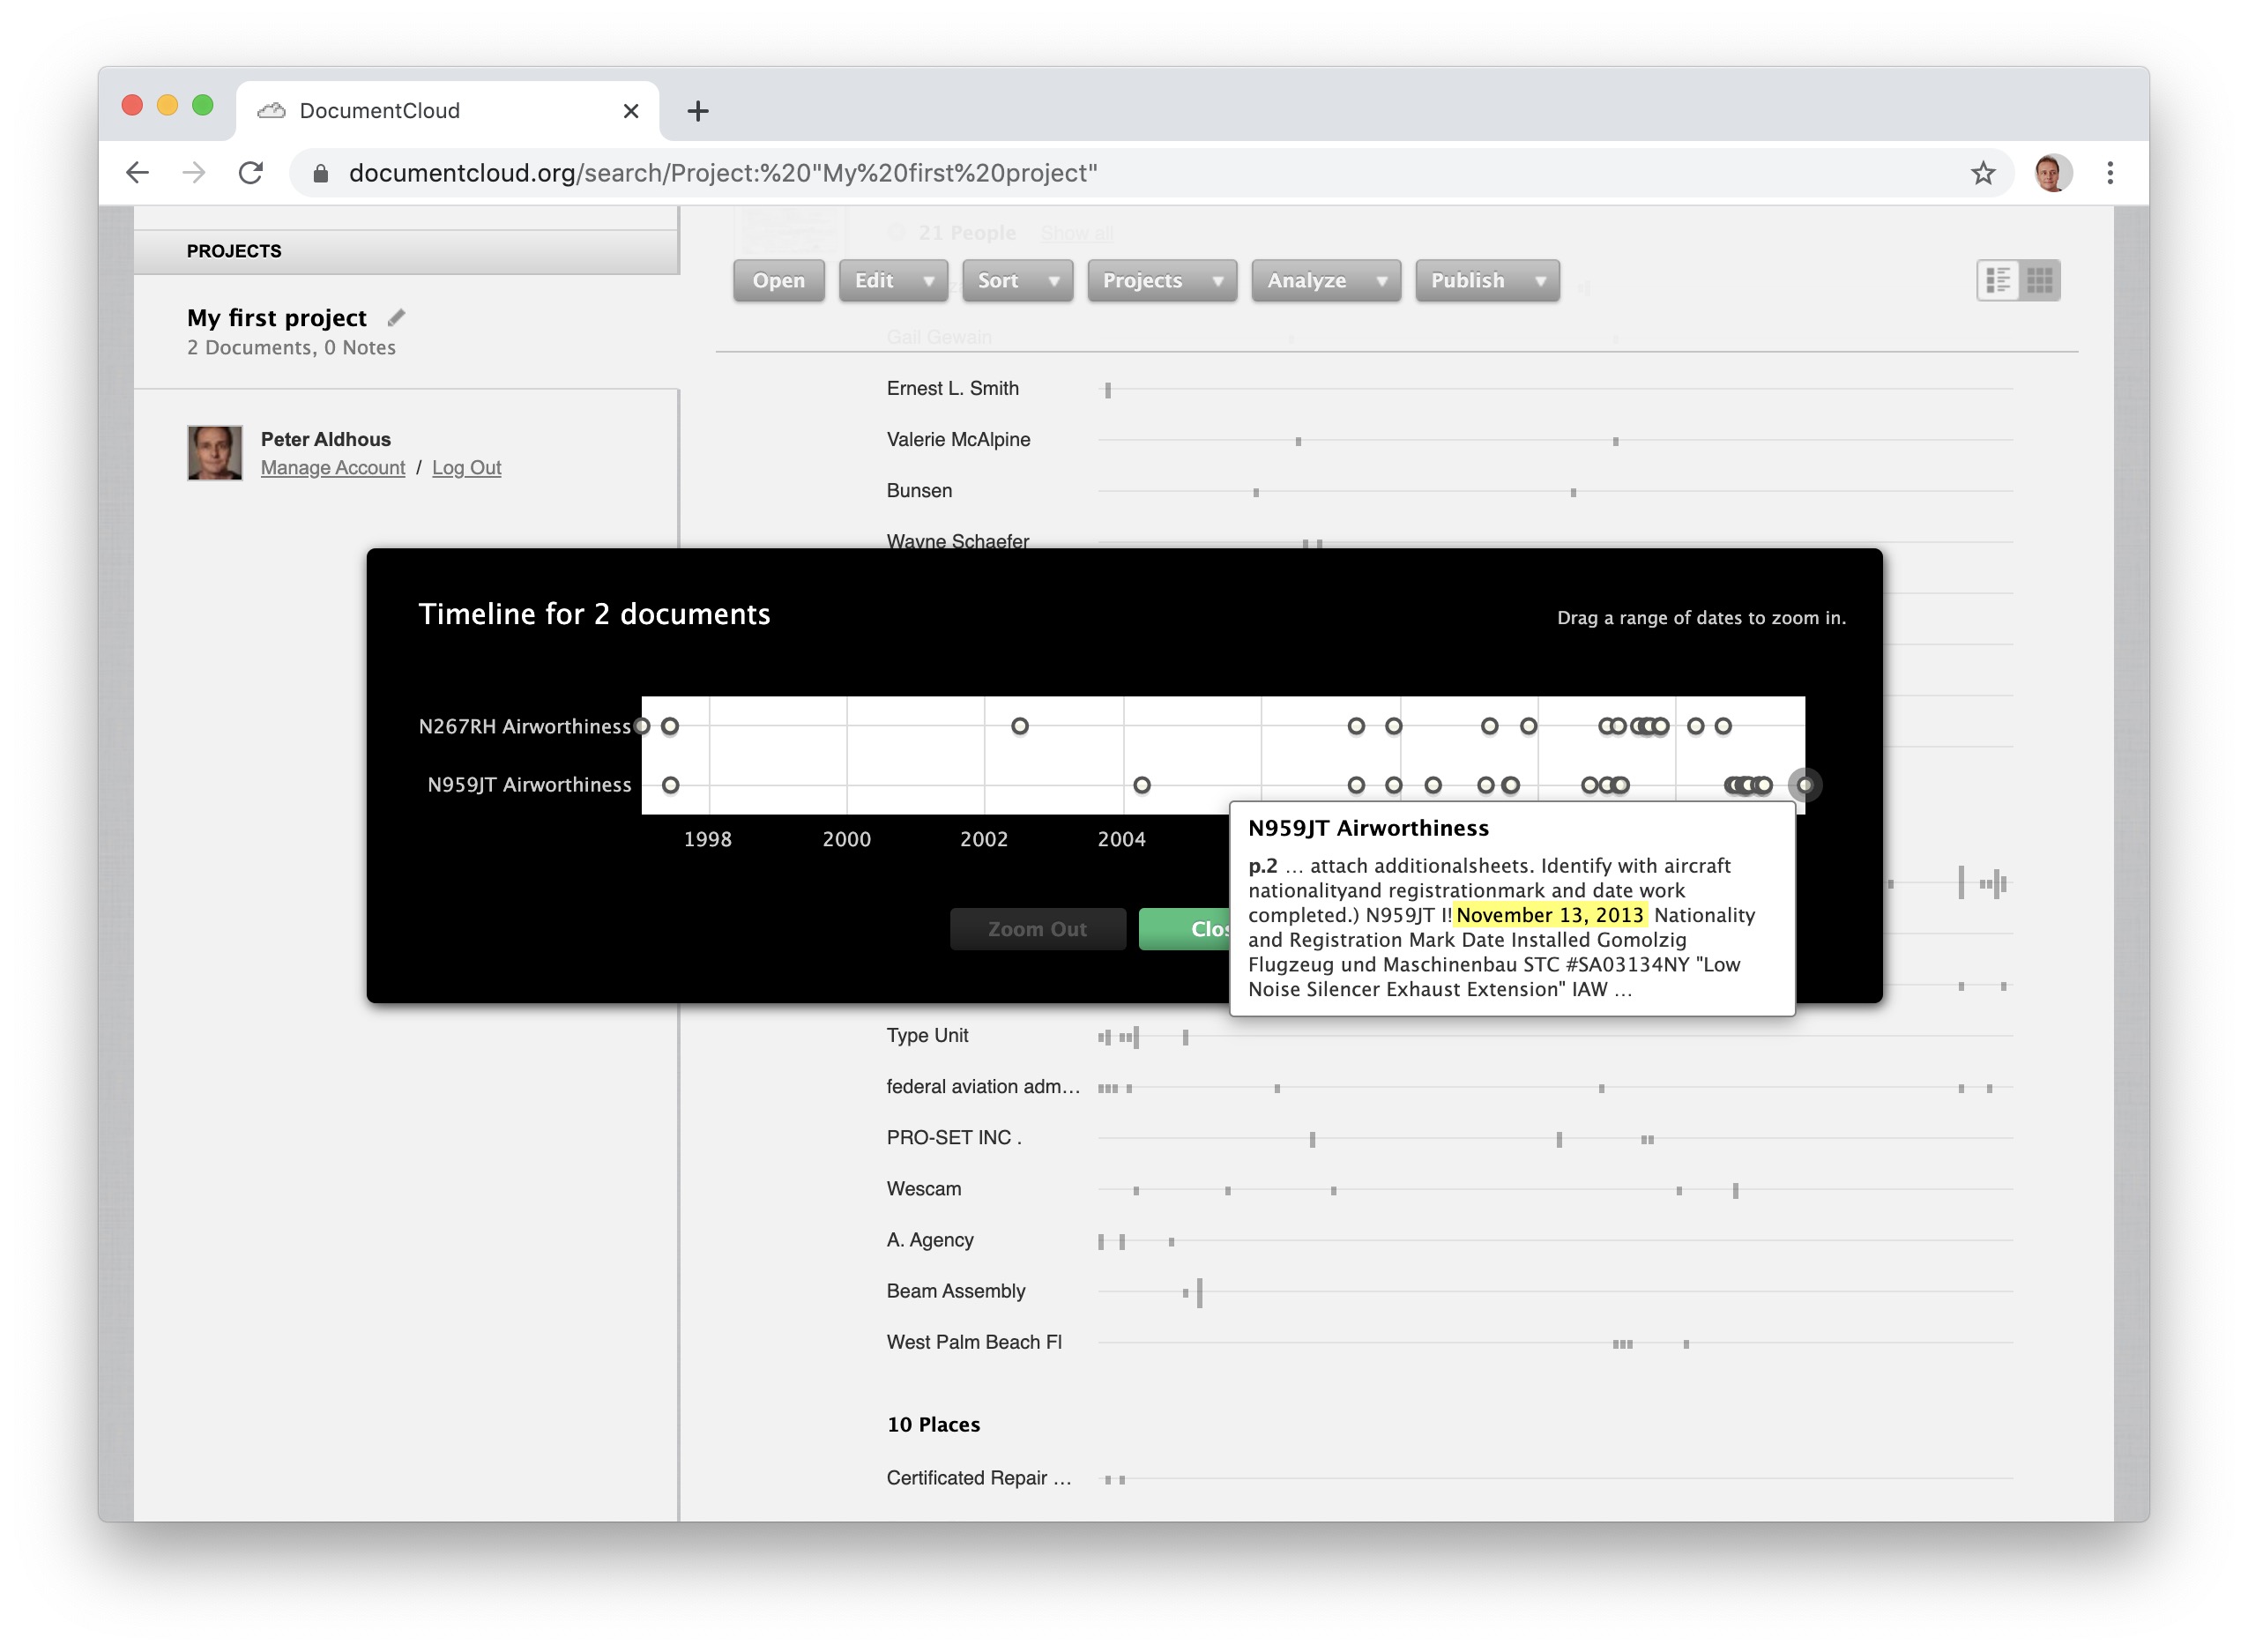 DocumentCloud
documentcloud.org/search/Project:%20"My%20first%20project"
PROJECTS
21 People Show all
Open Edit Sort Projects Analyze Publish
My first project
2 Documents, 0 Notes
Gail Gewain
Ernest L. Smith
Peter Aldhous
Manage Account / Log Out
Valerie McAlpine
Bunsen
Wayne Schaefer
Timeline for 2 documents
Drag a range of dates to zoom in.
N267RH Airworthiness
N959JT Airworthiness
1998 2000 2002 2004
Zoom Out
N959JT Airworthiness
p.2 ... attach additionalsheets. Identify with aircraft
nationalityand registrationmark and date work
completed.) N959JT I! November 13, 2013 Nationality
and Registration Mark Date Installed Gomolzig
Flugzeug und Maschinenbau STC #SA03134NY "Low
Noise Silencer Exhaust Extension" IAW ...
Type Unit
federal aviation adm...
PRO-SET INC .
Wescam
A. Agency
Beam Assembly
West Palm Beach Fl
10 Places
Certificated Repair ...